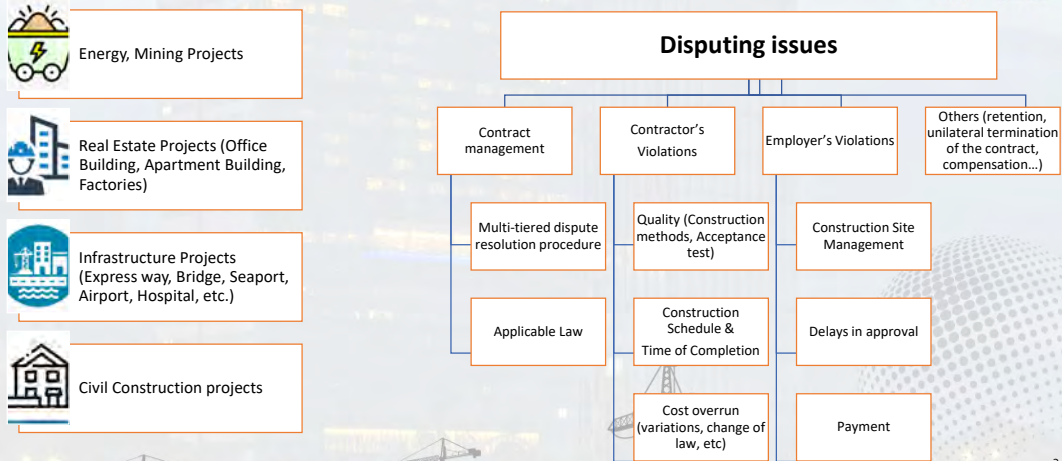 Energy, Mining Projects
Real Estate Projects (Office
Building, Apartment Building,
Factories)
Infrastructure Projects
(Express way, Bridge, Seaport,
Airport, Hospital, etc.)
Civil Construction projects
Disputing issues
Contract
management
Multi-tiered dispute
resolution procedure
Applicable Law
Contractor's
Violations
Quality (Construction
methods, Acceptance
test)
Construction
Schedule &
Time of Completion
Cost overrun
(variations, change of
law, etc)
Employer's Violations
Construction Site
Management
Delays in approval
Payment
Others (retention,
unilateral termination
of the contract,
compensation…)